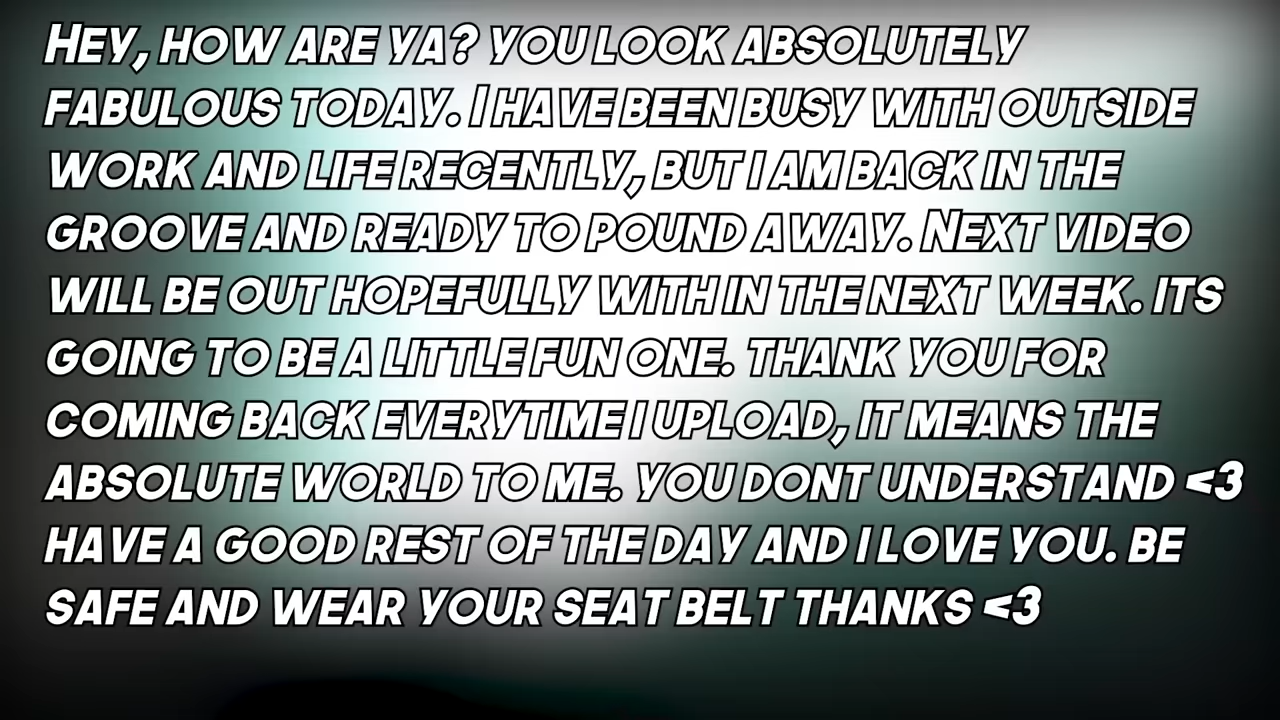 Hey, how are ya? you look absolutely
fabulous today. I have been busy with outside
work and life recently, but i am back in the
groove and ready to pound away. Next video
will be out hopefully within the next week. its
going to be a little fun one. thank you for
coming back everytime i upload, it means the
absolute world to me. you dont understand <3
have a good rest of the day and i love you. be
safe and wear your seat belt thanks <3